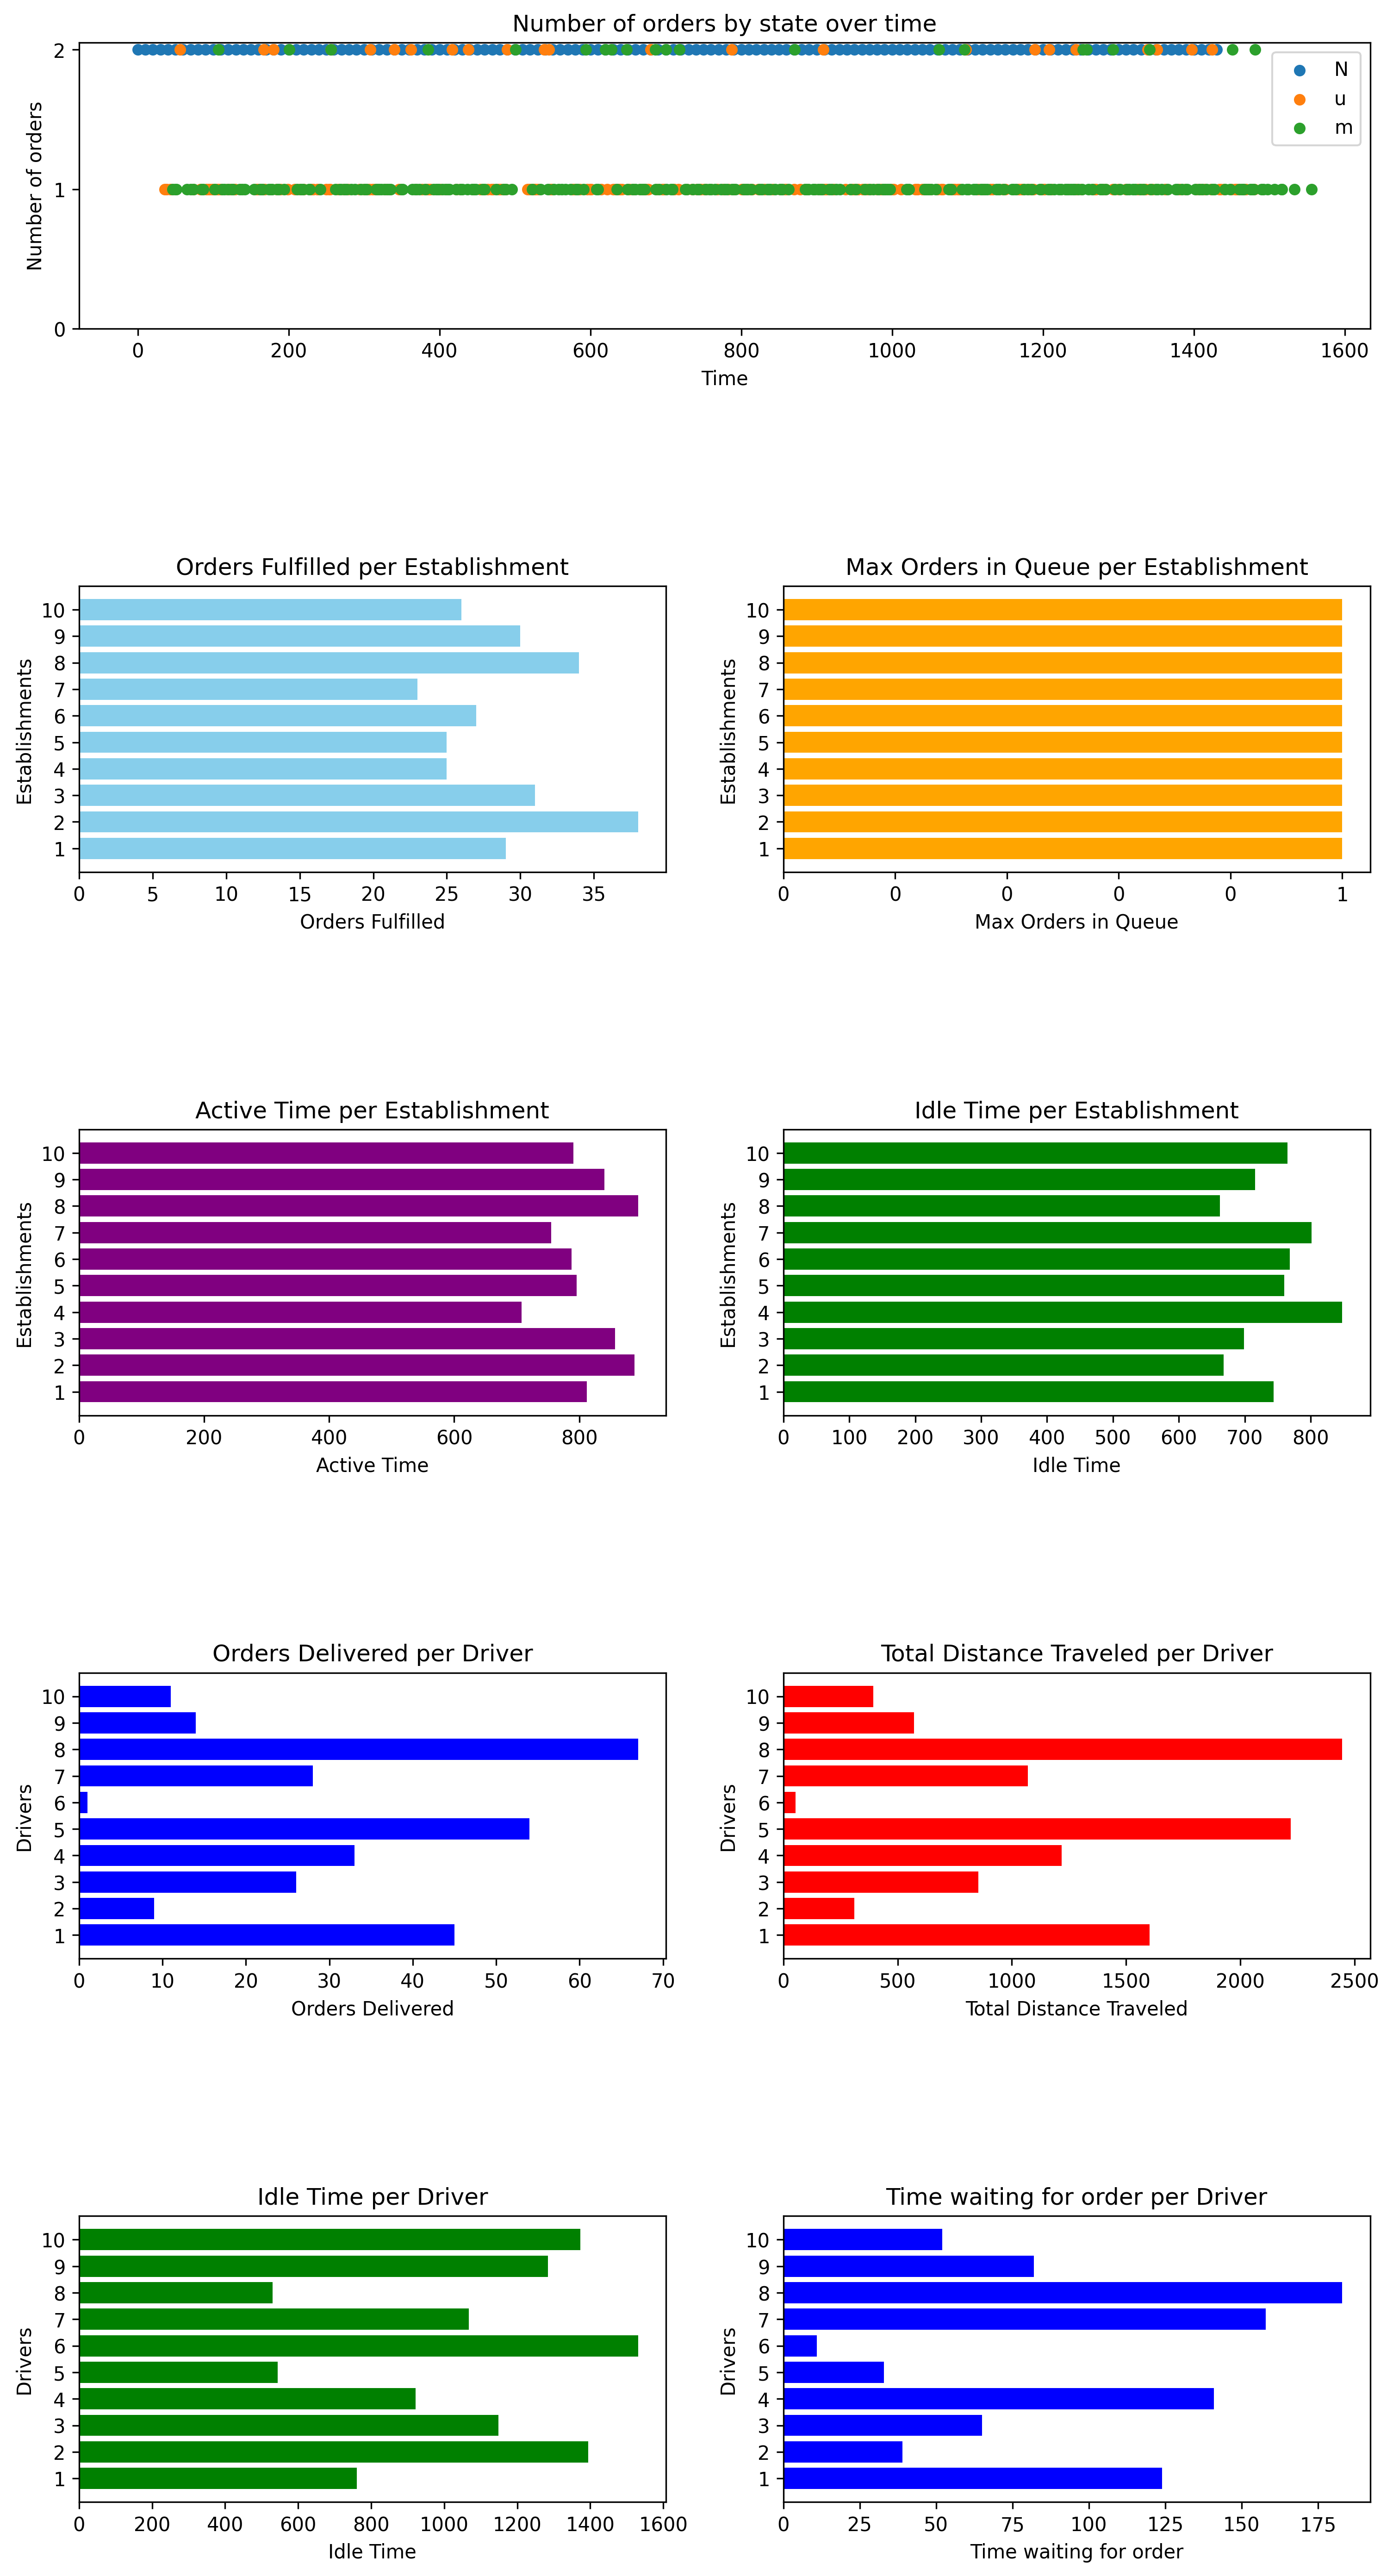 Number of orders by state over time
Number of orders
2
1
0
N
u
m
0 200 400 600 800 1000 1200 1400 1600
Time
Orders Fulfilled per Establishment
Establishments
10
9
8
7
6
5
4
3
2
1
0 5 10 15 20 25 30 35
Orders Fulfilled
Max Orders in Queue per Establishment
Establishments
10
9
8
7
6
5
4
3
2
1
0 0 0 0 0 1
Max Orders in Queue
Active Time per Establishment
Establishments
10
9
8
7
6
5
4
3
2
1
0 200 400 600 800
Active Time
Idle Time per Establishment
Establishments
10
9
8
7
6
5
4
3
2
1
0 100 200 300 400 500 600 700 800
Idle Time
Orders Delivered per Driver
Drivers
10
9
8
7
6
5
4
3
2
1
0 10 20 30 40 50 60 70
Orders Delivered
Total Distance Traveled per Driver
Drivers
10
9
8
7
6
5
4
3
2
1
0 500 1000 1500 2000 2500
Total Distance Traveled
Idle Time per Driver
Drivers
10
9
8
7
6
5
4
3
2
1
0 200 400 600 800 1000 1200 1400 1600
Idle Time
Time waiting for order per Driver
Drivers
10
9
8
7
6
5
4
3
2
1
0 25 50 75 100 125 150 175
Time waiting for order